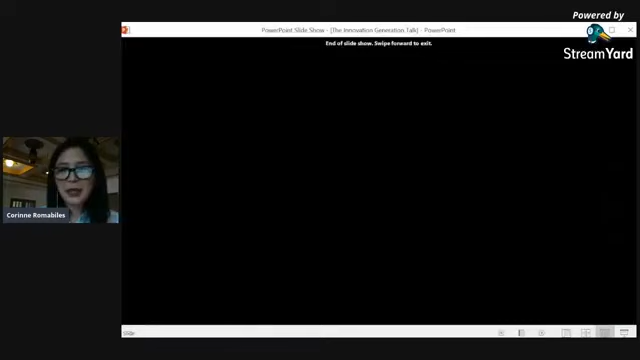 Powered by
PowerPoint Slide Show - [The Innovation Generation Talk] - PowerPoint
End of slide show. Swipe forward to exit.
StreamYard
Corinne Romabiles